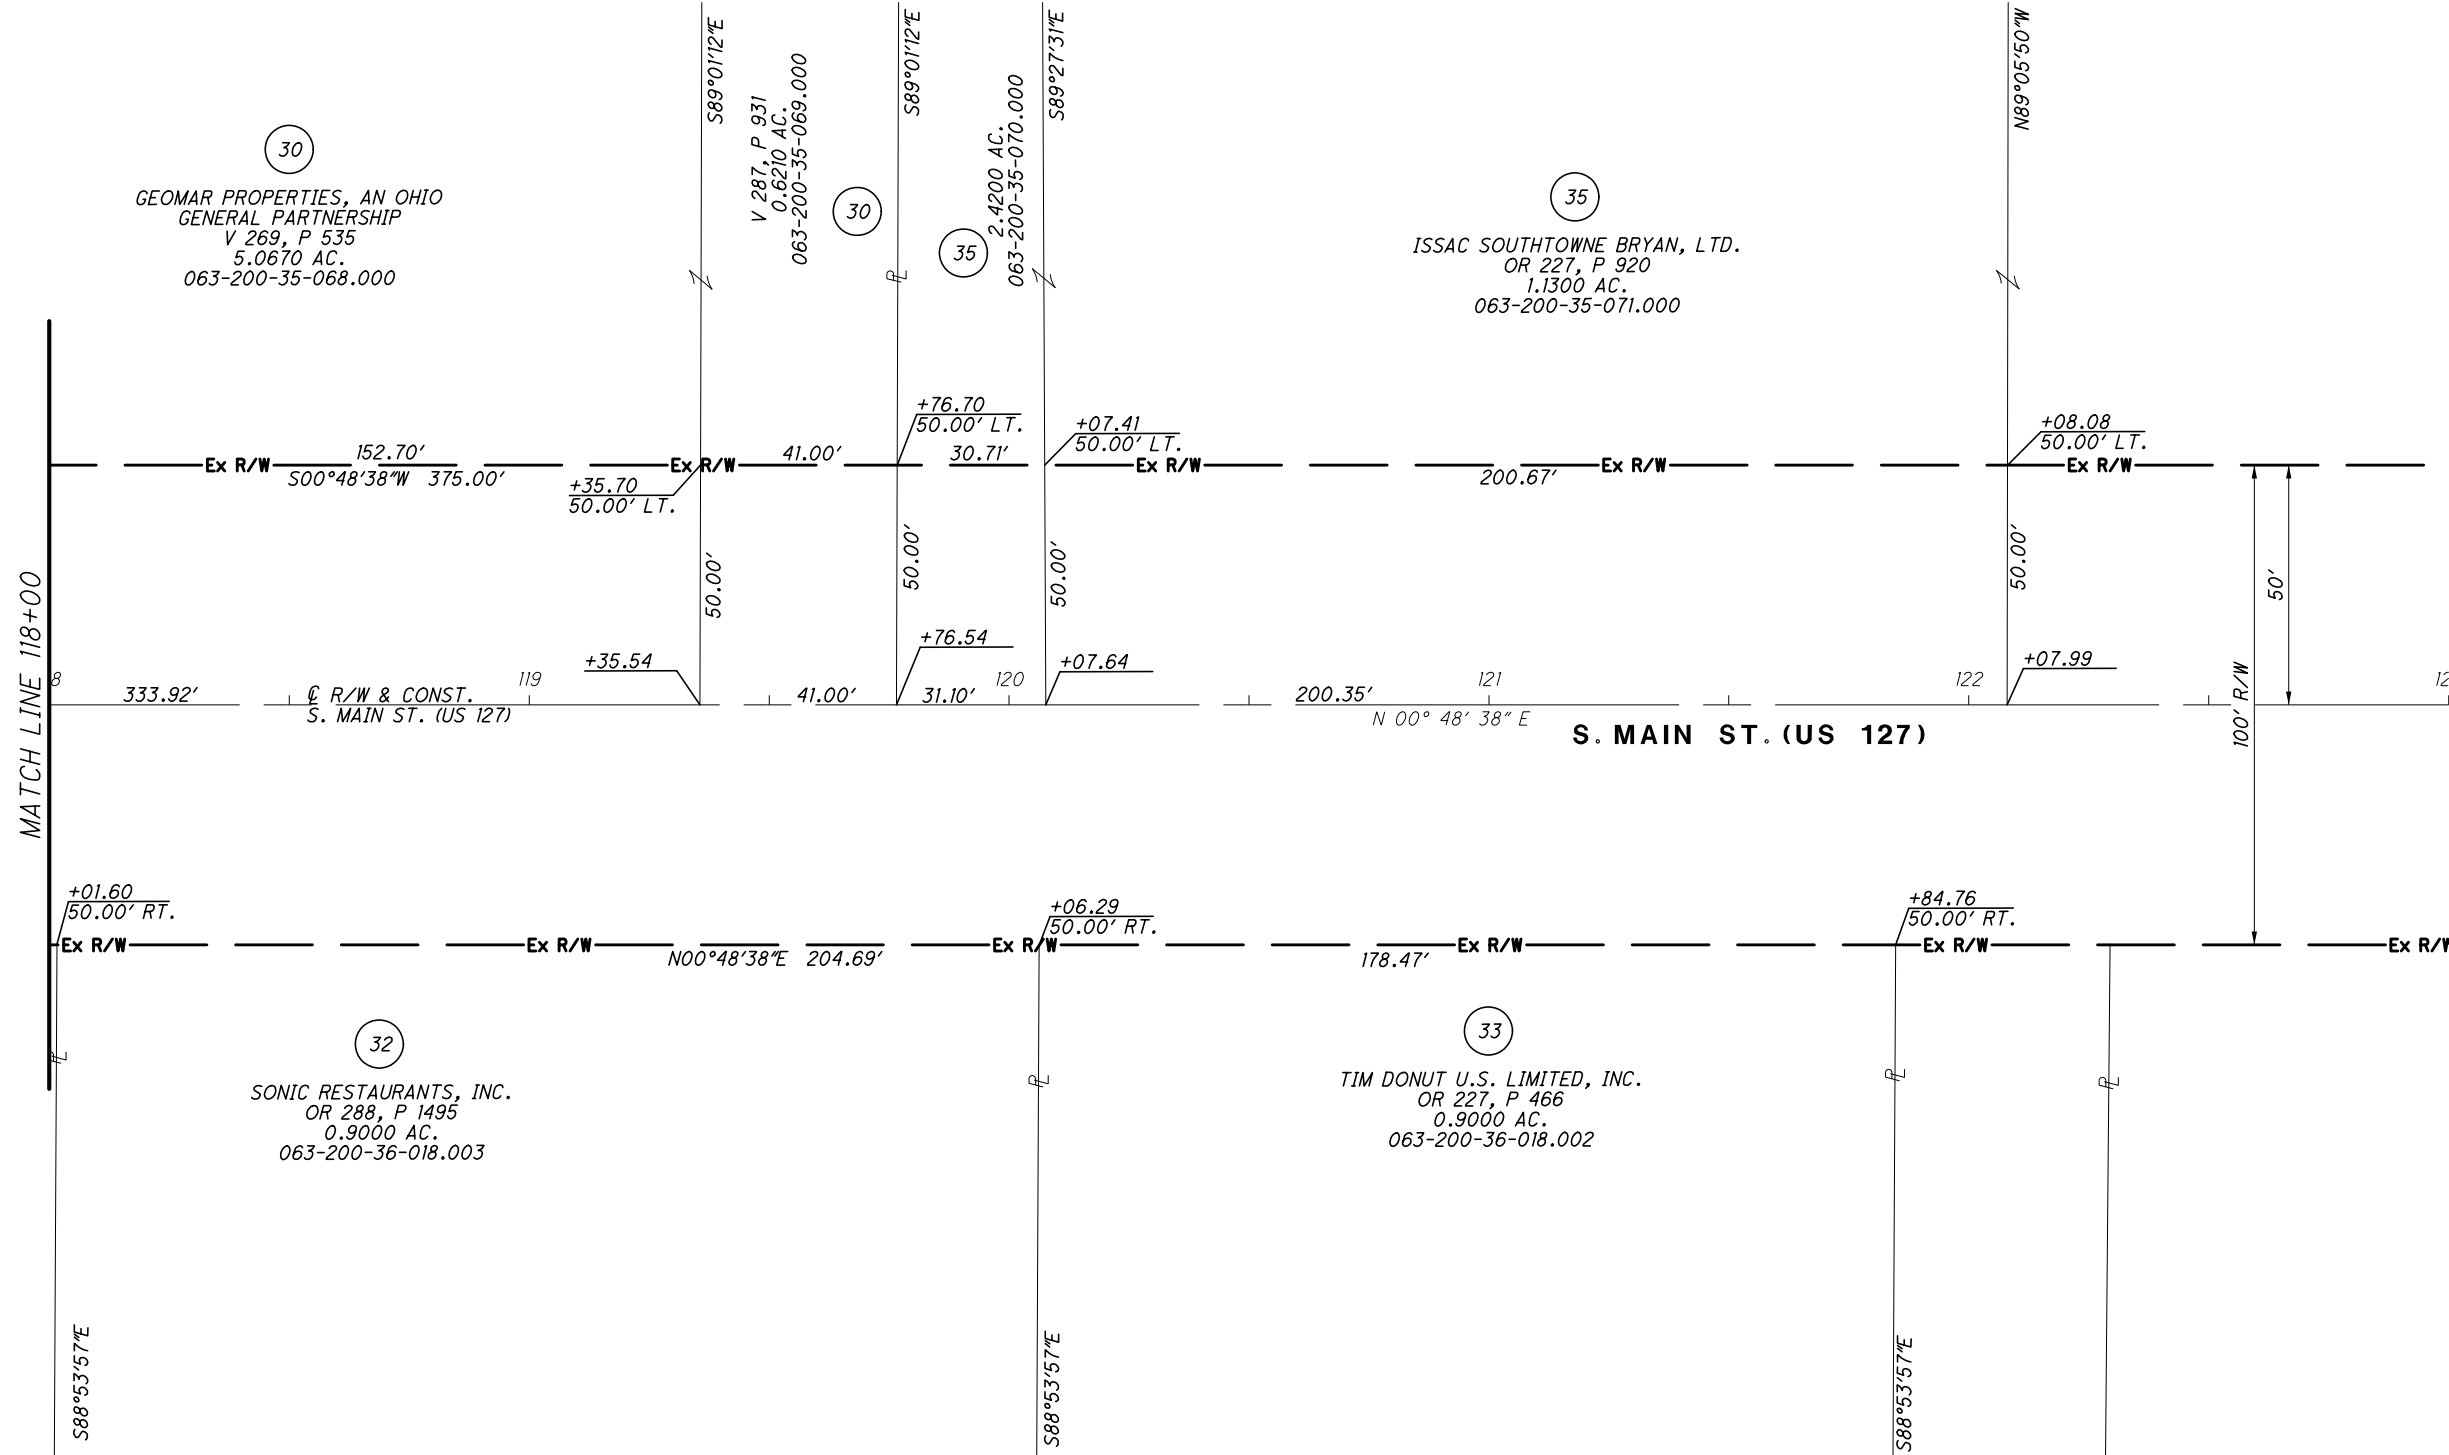 S89°01'12"E
V 287, P 931
0.6210 AC.
063-200-35-069.000
S89°01'12"E
2.4200 AC.
063-200-35-070.000
S89°27'31"E
N89°05'50"W
30
GEOMAR PROPERTIES, AN OHIO
GENERAL PARTNERSHIP
V 269, P 535
5.0670 AC.
063-200-35-068.000
30
35
35
ISSAC SOUTHTOWNE BRYAN, LTD.
OR 227, P 920
1.1300 AC.
063-200-35-071.000
PL
+76.70
50.00' LT.
+07.41
50.00' LT.
+08.08
50.00' LT.
152.70'
41.00'
30.71'
Ex R/W
Ex R/W
Ex R/W
Ex R/W
Ex R/W
S00°48'38"W 375.00'
200.67'
+35.70
50.00' LT.
50.00'
50.00'
50.00'
50.00'
50'
100' R/W
MATCH LINE 118+00
+35.54
+76.54
+07.64
+07.99
8
119
120
121
122
12
333.92'
℄ R/W & CONST.
S. MAIN ST. (US 127)
41.00'
31.10'
200.35'
N 00° 48' 38" E
S. MAIN ST. (US 127)
+01.60
50.00' RT.
+06.29
50.00' RT.
+84.76
50.00' RT.
Ex R/W
Ex R/W
Ex R/W
Ex R/W
Ex R/W
Ex R/W
N00°48'38"E 204.69'
178.47'
PL
PL
PL
PL
32
SONIC RESTAURANTS, INC.
OR 288, P 1495
0.9000 AC.
063-200-36-018.003
33
TIM DONUT U.S. LIMITED, INC.
OR 227, P 466
0.9000 AC.
063-200-36-018.002
S88°53'57"E
S88°53'57"E
S88°53'57"E